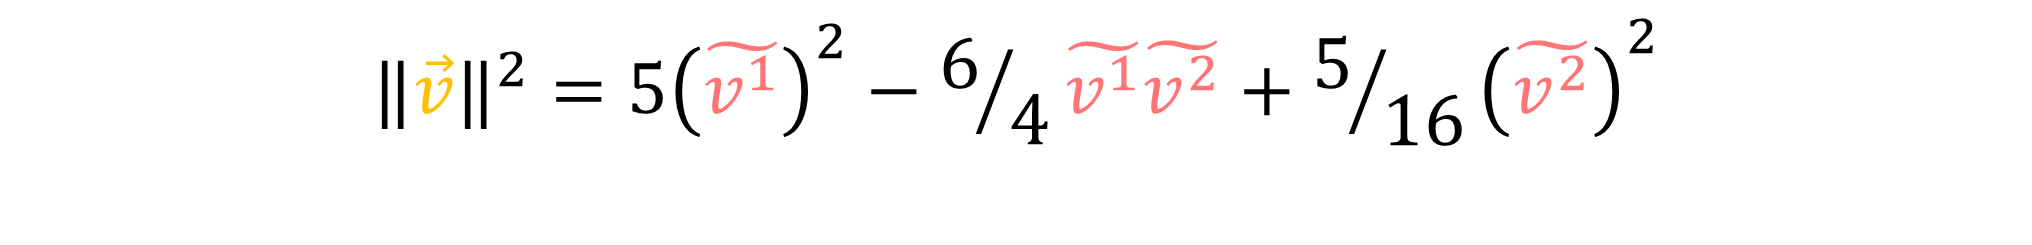 ‖v⃗‖² = 5(ṽ¹)² − 6/4 ṽ¹ṽ² + 5/16 (ṽ²)²